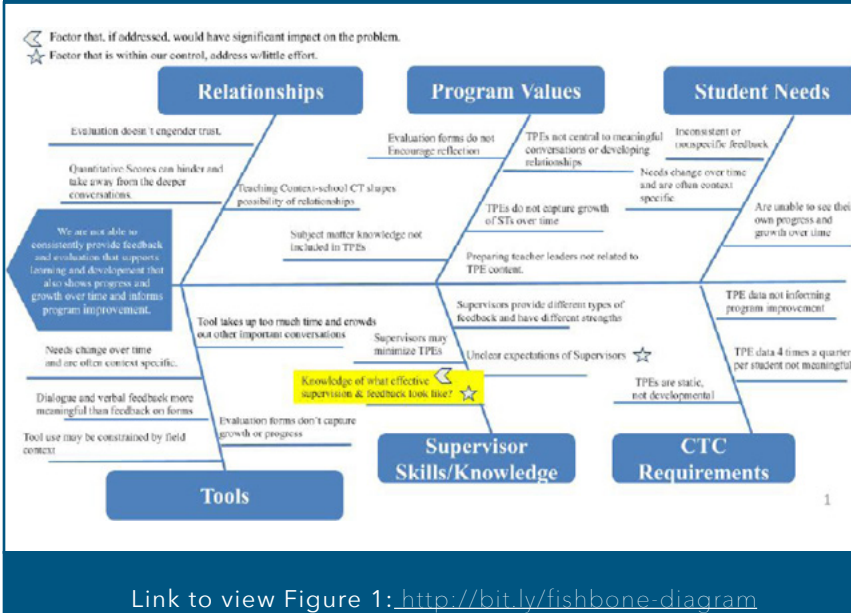 Factor that, if addressed, would have significant impact on the problem.
Factor that is within our control, address w/little effort.
Relationships
Program Values
Student Needs
Evaluation doesn't engender trust.
Quantitative Scores can hinder and
take away from the deeper
conversations.
Teaching Context-school CT shapes
possibility of relationships
Evaluation forms do not
Encourage reflection
Subject matter knowledge not
included in TPEs
TPEs not central to meaningful
conversations or developing
relationships
TPEs do not capture growth
of STs over time
Preparing teacher leaders not related to
TPE content.
Inconsistent or
nonspecific feedback
Needs change over time
and are often context
specific
Are unable to see their
own progress and
growth over time
We are not able to
consistently provide feedback
and evaluation that supports
learning and development that
also shows progress and
growth over time and informs
program improvement.
Tool takes up too much time and crowds
out other important conversations
Needs change over time
and are often context specific.
Dialogue and verbal feedback more
meaningful than feedback on forms
Tool use may be constrained by field
context
Evaluation forms don't capture
growth or progress
Supervisors provide different types of
feedback and have different strengths
Supervisors may
minimize TPEs
Unclear expectations of Supervisors
Knowledge of what effective
supervision & feedback look like?
TPE data not informing
program improvement
TPE data 4 times a quarter
per student not meaningful
TPEs are static,
not developmental
Tools
Supervisor
Skills/Knowledge
CTC
Requirements
1
Link to view Figure 1: http://bit.ly/fishbone-diagram